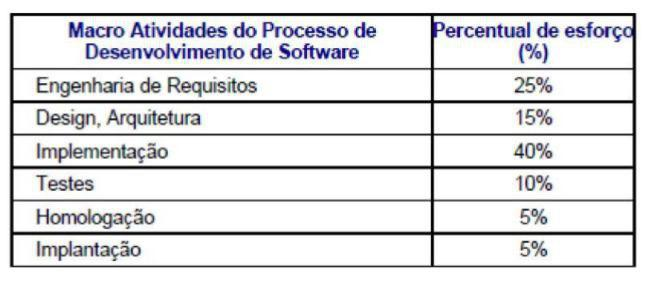 Macro Atividades do Processo de Desenvolvimento de Software
Percentual de esforço (%)
Engenharia de Requisitos 25%
Design, Arquitetura 15%
Implementação 40%
Testes 10%
Homologação 5%
Implantação 5%